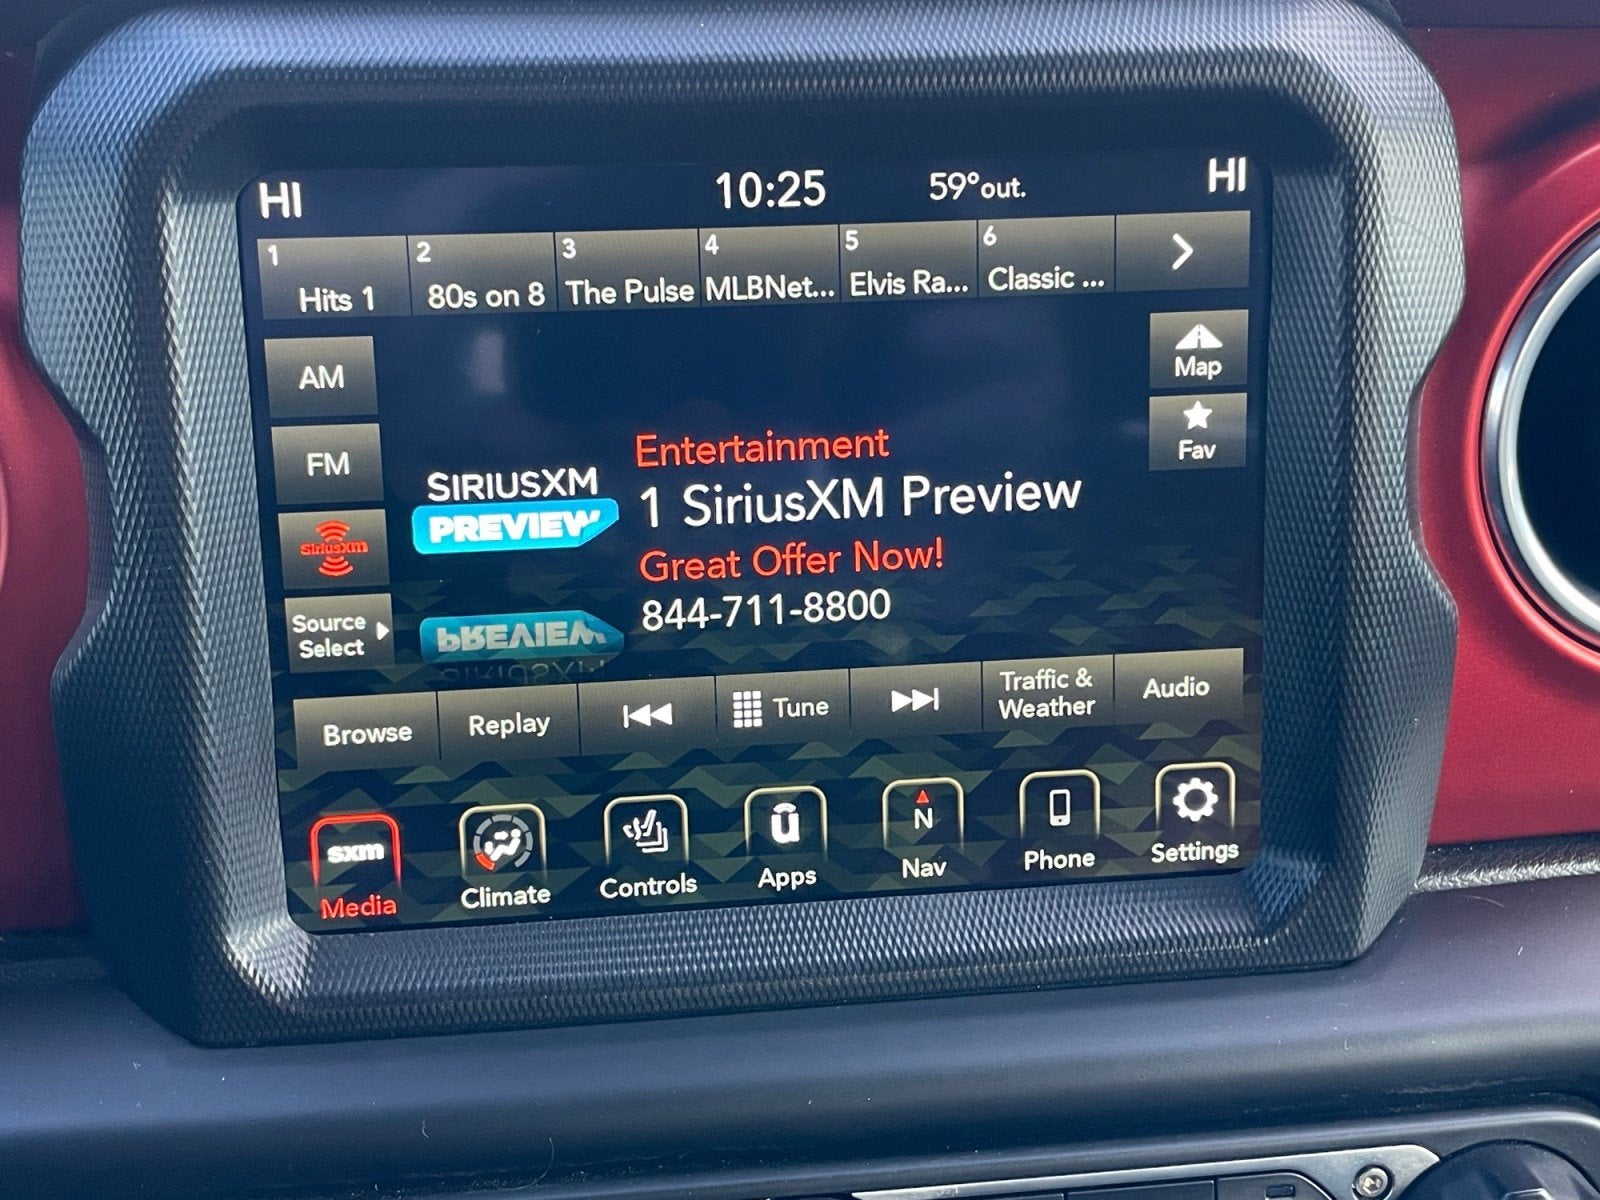 HI 10:25 59°out. HI
1 2 3 4 5 6
Hits 1 80s on 8 The Pulse MLBNet... Elvis Ra... Classic ...
AM
Map
FM
Fav
Entertainment
SIRIUSXM
PREVIEW
1 SiriusXM Preview
siriusxm
Great Offer Now!
844-711-8800
Source
Select
PREVIEW
SIRIUSXM
Browse Replay Tune Traffic &
Weather Audio
sxm
Media
Climate
Controls
ū
Apps
N
Nav
Phone
Settings